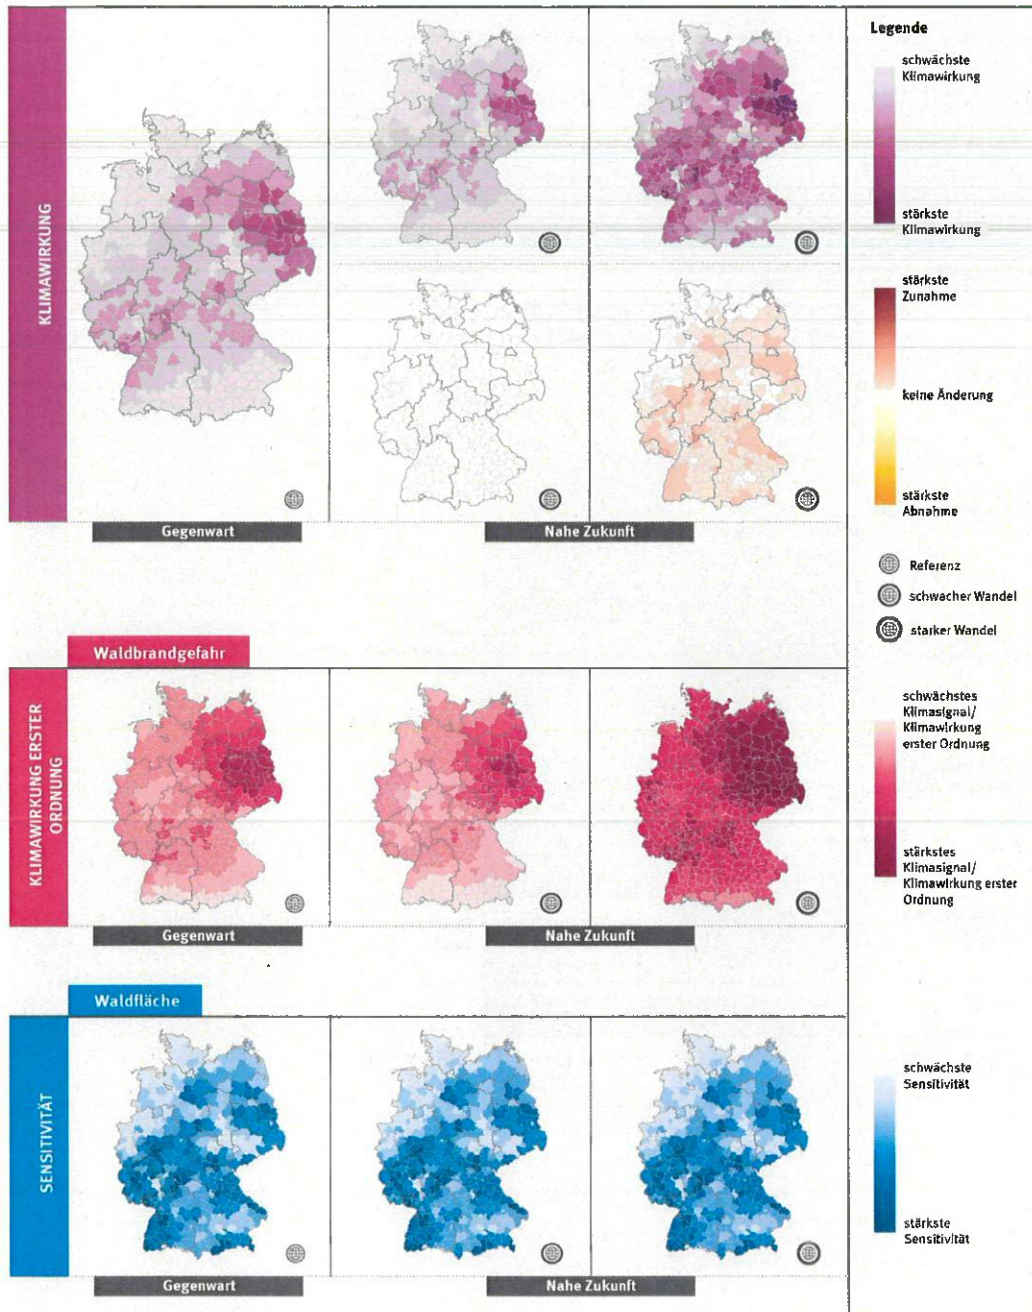 KLIMAWIRKUNG
Gegenwart
Nahe Zukunft
Legende
schwächste
Klimawirkung
stärkste
Klimawirkung
stärkste
Zunahme
keine Änderung
stärkste
Abnahme
Referenz
schwacher Wandel
starker Wandel
Waldbrandgefahr
KLIMAWIRKUNG ERSTER
ORDNUNG
Gegenwart
Nahe Zukunft
schwächstes
Klimasignal/
Klimawirkung
erster Ordnung
stärkstes
Klimasignal/
Klimawirkung erster
Ordnung
Waldfläche
SENSITIVITÄT
Gegenwart
Nahe Zukunft
schwächste
Sensitivität
stärkste
Sensitivität